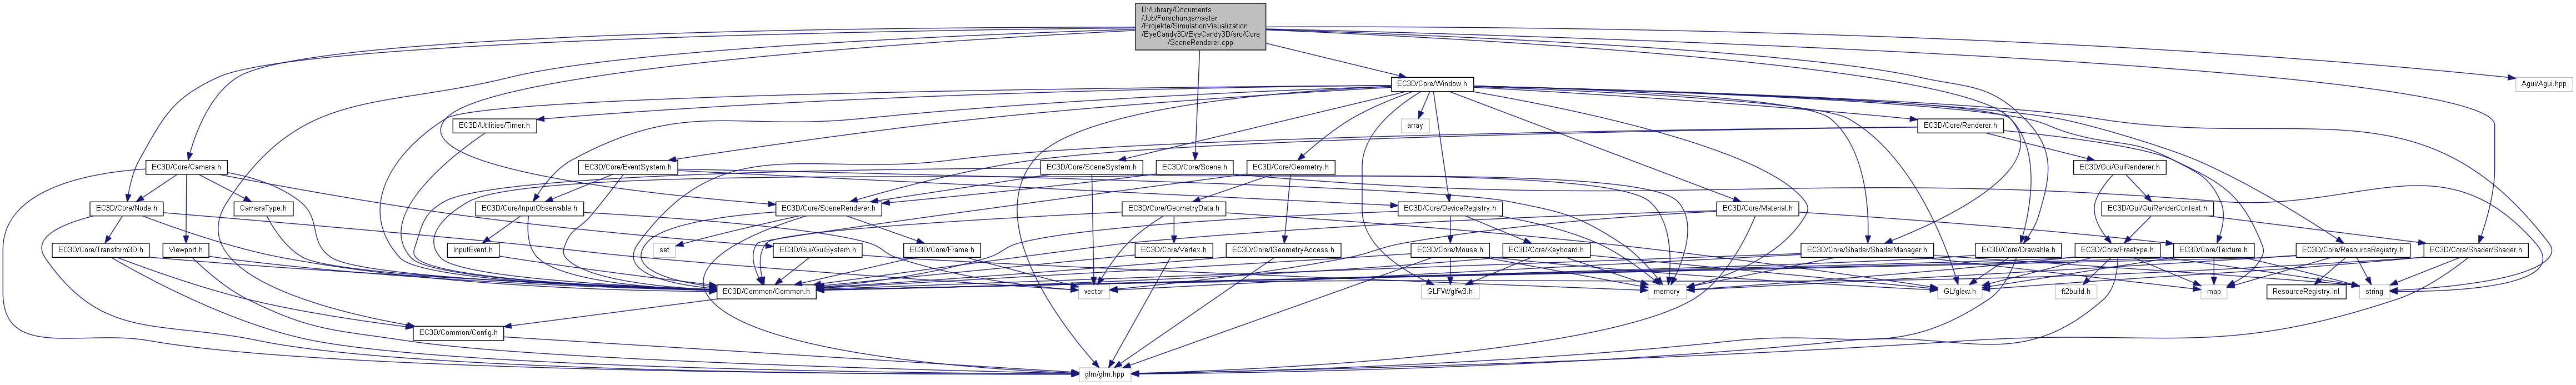 D:/Library/Documents
/Job/Forschungsmaster
/Projekte/SimulationVisualization
/EyeCandy3D/EyeCandy3D/src/Core
/SceneRenderer.cpp
EC3D/Core/Window.h
Agui/Agui.hpp
EC3D/Utilities/Timer.h
array
EC3D/Core/Renderer.h
EC3D/Core/Camera.h
EC3D/Core/EventSystem.h
EC3D/Core/SceneSystem.h
EC3D/Core/Scene.h
EC3D/Core/Geometry.h
EC3D/Gui/GuiRenderer.h
EC3D/Core/Node.h
CameraType.h
EC3D/Core/InputObservable.h
EC3D/Core/SceneRenderer.h
EC3D/Core/GeometryData.h
EC3D/Core/DeviceRegistry.h
EC3D/Core/Material.h
EC3D/Gui/GuiRenderContext.h
EC3D/Core/Transform3D.h
Viewport.h
InputEvent.h
set
EC3D/Gui/GuiSystem.h
EC3D/Core/Frame.h
EC3D/Core/Vertex.h
EC3D/Core/IGeometryAccess.h
EC3D/Core/Mouse.h
EC3D/Core/Keyboard.h
EC3D/Core/Shader/ShaderManager.h
EC3D/Core/Drawable.h
EC3D/Core/Freetype.h
EC3D/Core/Texture.h
EC3D/Core/ResourceRegistry.h
EC3D/Core/Shader/Shader.h
EC3D/Common/Common.h
vector
GLFW/glfw3.h
memory
GL/glew.h
ft2build.h
map
ResourceRegistry.inl
string
EC3D/Common/Config.h
glm/glm.hpp